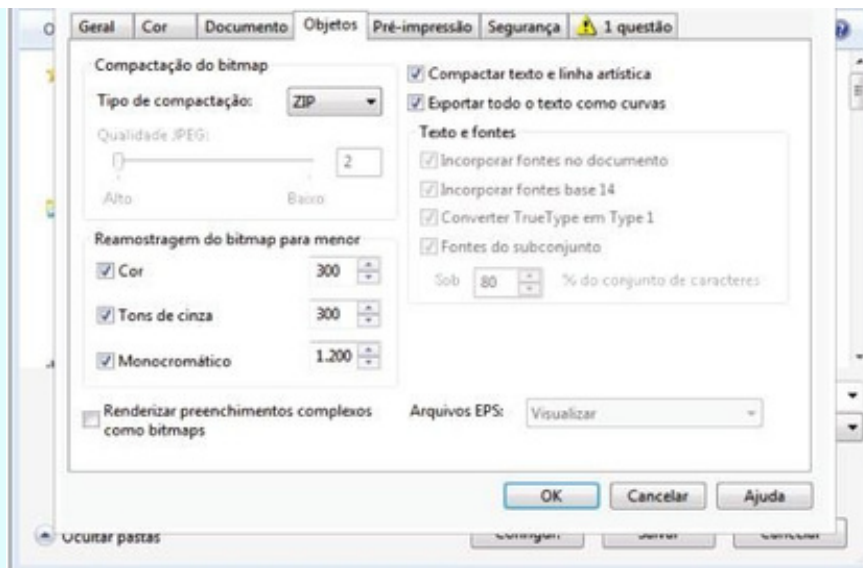 Geral Cor Documento Objetos Pré-impressão Segurança 1 questão
Compactação do bitmap
Tipo de compactação: ZIP
Qualidade JPEG:
2
Alto Baixo
Reamostragem do bitmap para menor
Cor 300
Tons de cinza 300
Monocromático 1.200
Renderizar preenchimentos complexos
como bitmaps
Compactar texto e linha artística
Exportar todo o texto como curvas
Texto e fontes
Incorporar fontes no documento
Incorporar fontes base 14
Converter TrueType em Type 1
Fontes do subconjunto
Sob 80 % do conjunto de caracteres
Arquivos EPS: Visualizar
OK Cancelar Ajuda
Ocultar pastas